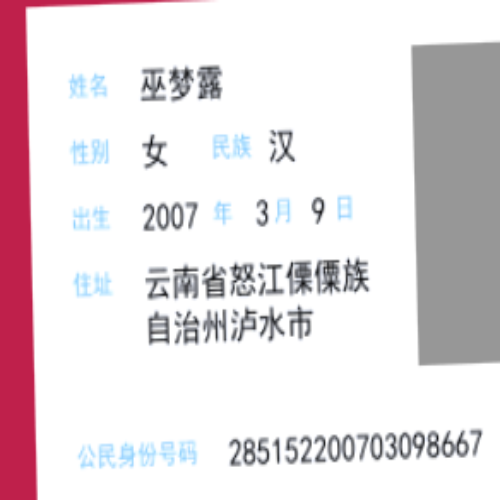 姓名 巫梦露
性别 女 民族 汉
出生 2007 年 3 月 9 日
住址 云南省怒江傈僳族
自治州泸水市
公民身份号码 285152200703098667